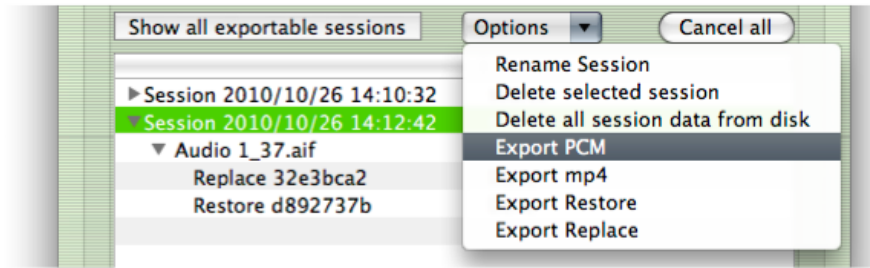 Show all exportable sessions
Options
Cancel all
Rename Session
Delete selected session
Delete all session data from disk
Export PCM
Export mp4
Export Restore
Export Replace
Session 2010/10/26 14:10:32
Session 2010/10/26 14:12:42
Audio 1_37.aif
Replace 32e3bca2
Restore d892737b